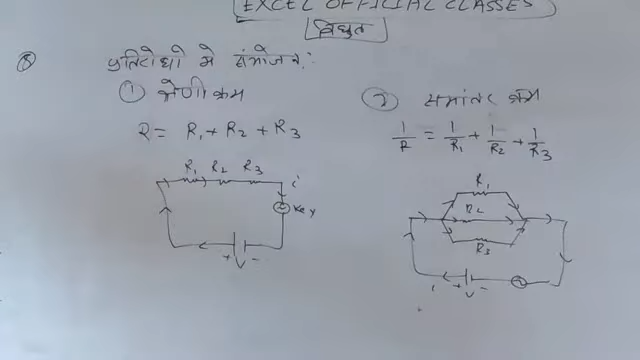 EXCEL OFFICIAL CLASSES
विद्युत
प्रतिरोधो मे संयोजन :
① श्रेणीक्रम
R = R₁ + R₂ + R₃
R₁ R₂ R₃
i
Key
+ -
V
② समांतर क्रम
1/R = 1/R₁ + 1/R₂ + 1/R₃
R₁
R₂
R₃
i + -
V